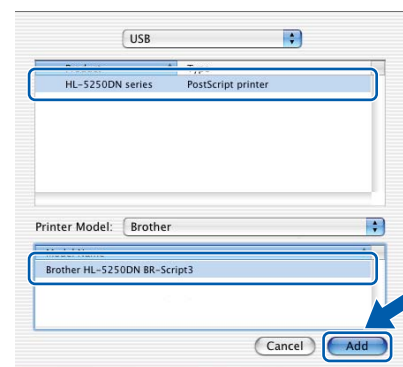 USB
HL-5250DN series PostScript printer
Printer Model: Brother
Brother HL-5250DN BR-Script3
Cancel Add